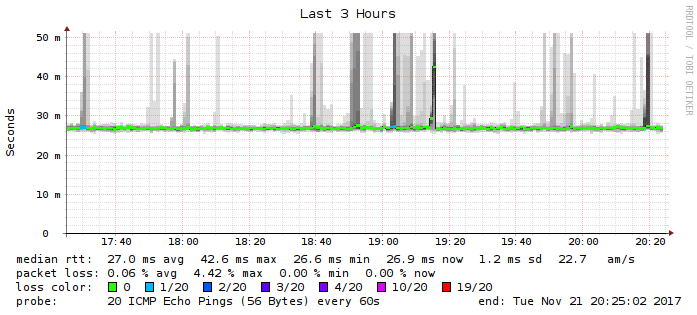 Last 3 Hours
RRDTOOL / TOBI OETIKER
Seconds
50 m
40 m
30 m
20 m
10 m
0
17:40 18:00 18:20 18:40 19:00 19:20 19:40 20:00 20:20
median rtt: 27.0 ms avg 42.6 ms max 26.6 ms min 26.9 ms now 1.2 ms sd 22.7 am/s
packet loss: 0.06 % avg 4.42 % max 0.00 % min 0.00 % now
loss color: 0 1/20 2/20 3/20 4/20 10/20 19/20
probe: 20 ICMP Echo Pings (56 Bytes) every 60s end: Tue Nov 21 20:25:02 2017